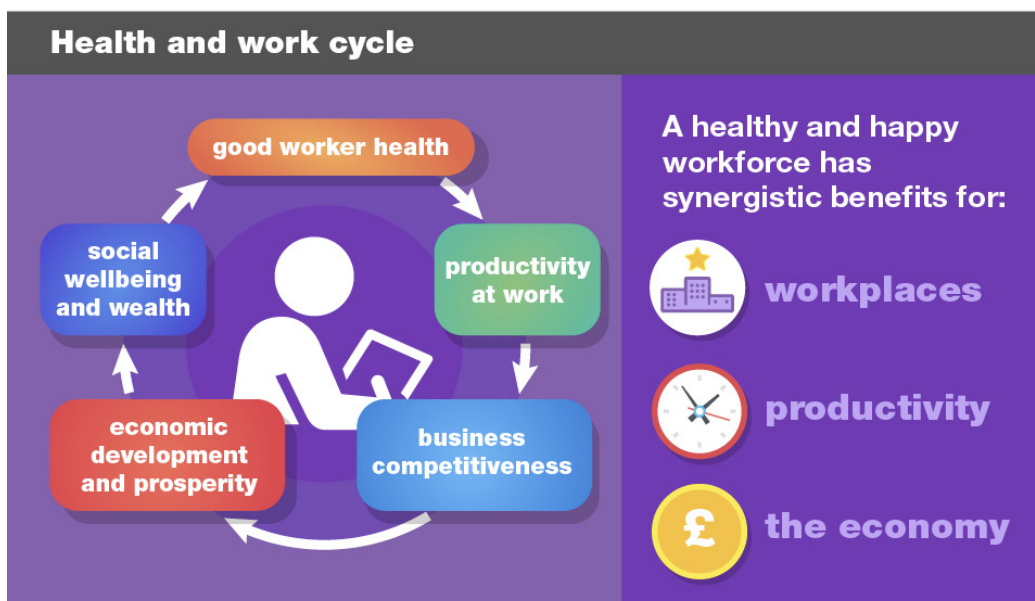 Health and work cycle
good worker health
productivity
at work
business
competitiveness
economic
development
and prosperity
social
wellbeing
and wealth
A healthy and happy
workforce has
synergistic benefits for:
workplaces
productivity
£
the economy